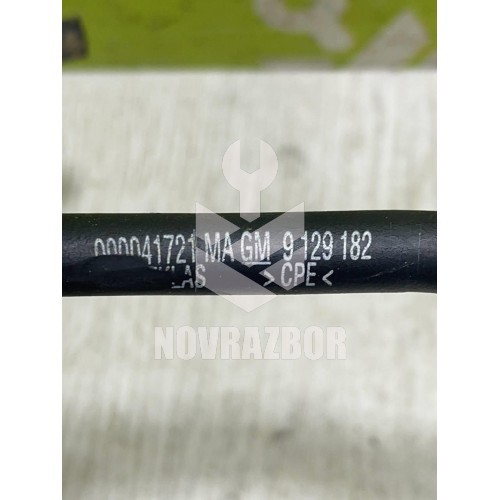 000041721 MA GM 9 129 182
>CPE<
NOVRAZBOR